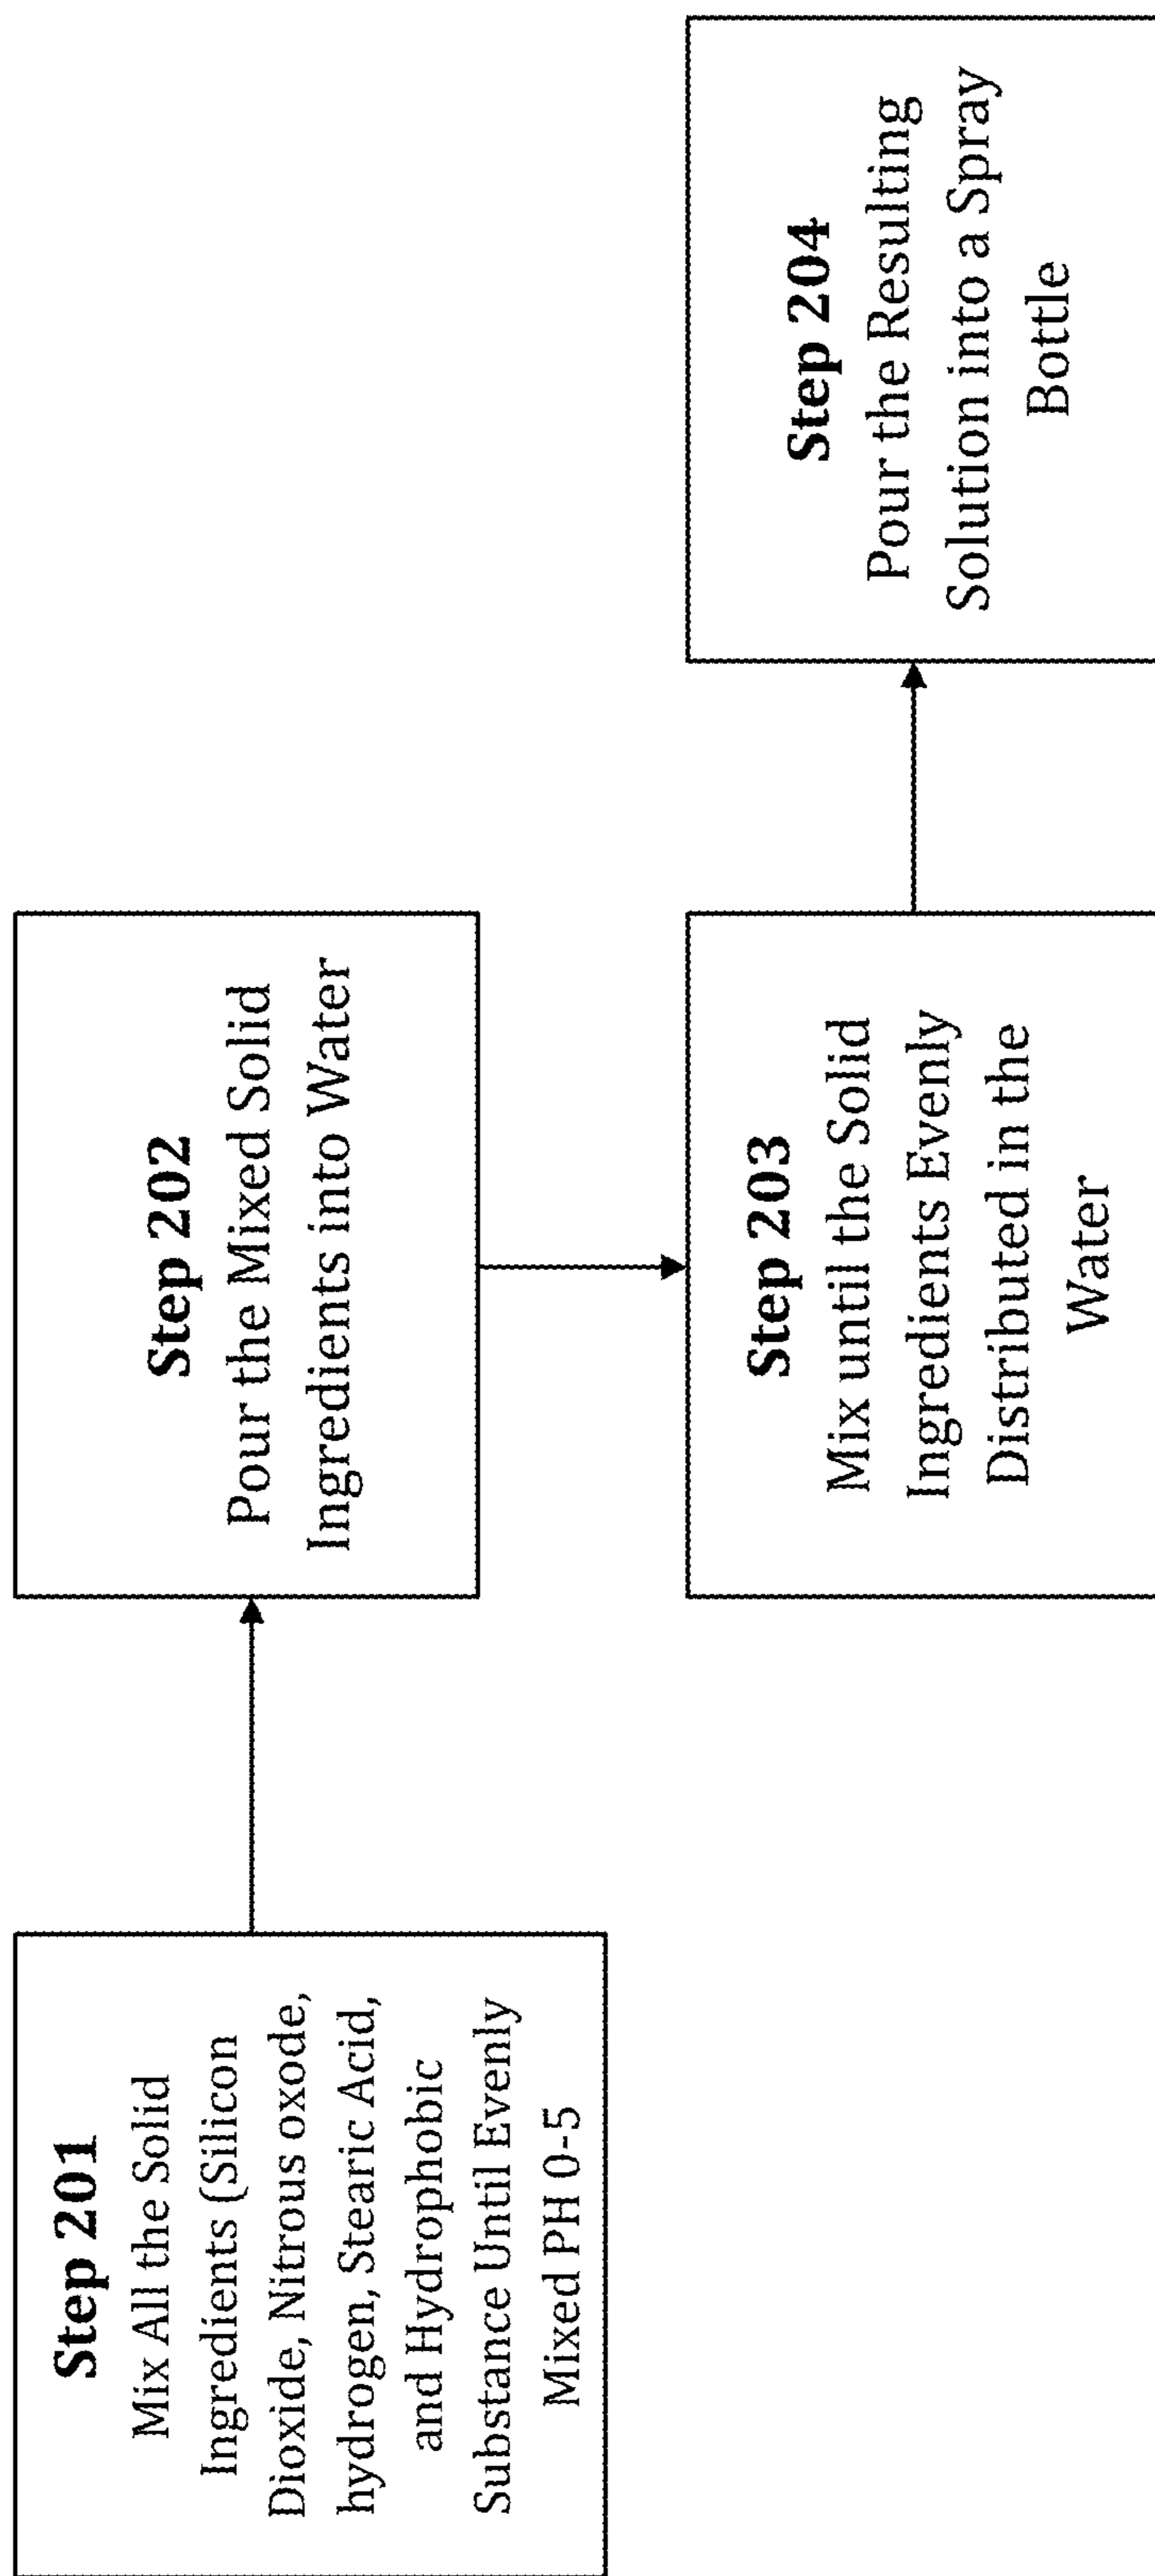 Step 201
Mix All the Solid
Ingredients (Silicon
Dioxide, Nitrous oxode,
hydrogen, Stearic Acid,
and Hydrophobic
Substance Until Evenly
Mixed PH 0-5
Step 202
Pour the Mixed Solid
Ingredients into Water
Step 203
Mix until the Solid
Ingredients Evenly
Distributed in the
Water
Step 204
Pour the Resulting
Solution into a Spray
Bottle